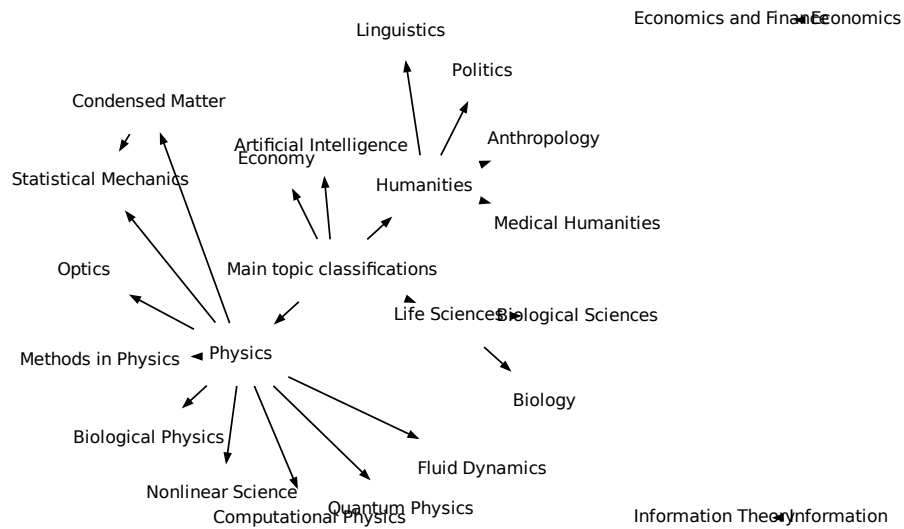 Economics and Finance
Economics
Linguistics
Politics
Condensed Matter
Anthropology
Artificial Intelligence
Economy
Statistical Mechanics
Humanities
Medical Humanities
Optics
Main topic classifications
Life Sciences
Biological Sciences
Physics
Methods in Physics
Biology
Biological Physics
Fluid Dynamics
Nonlinear Science
Quantum Physics
Computational Physics
Information Theory
Information